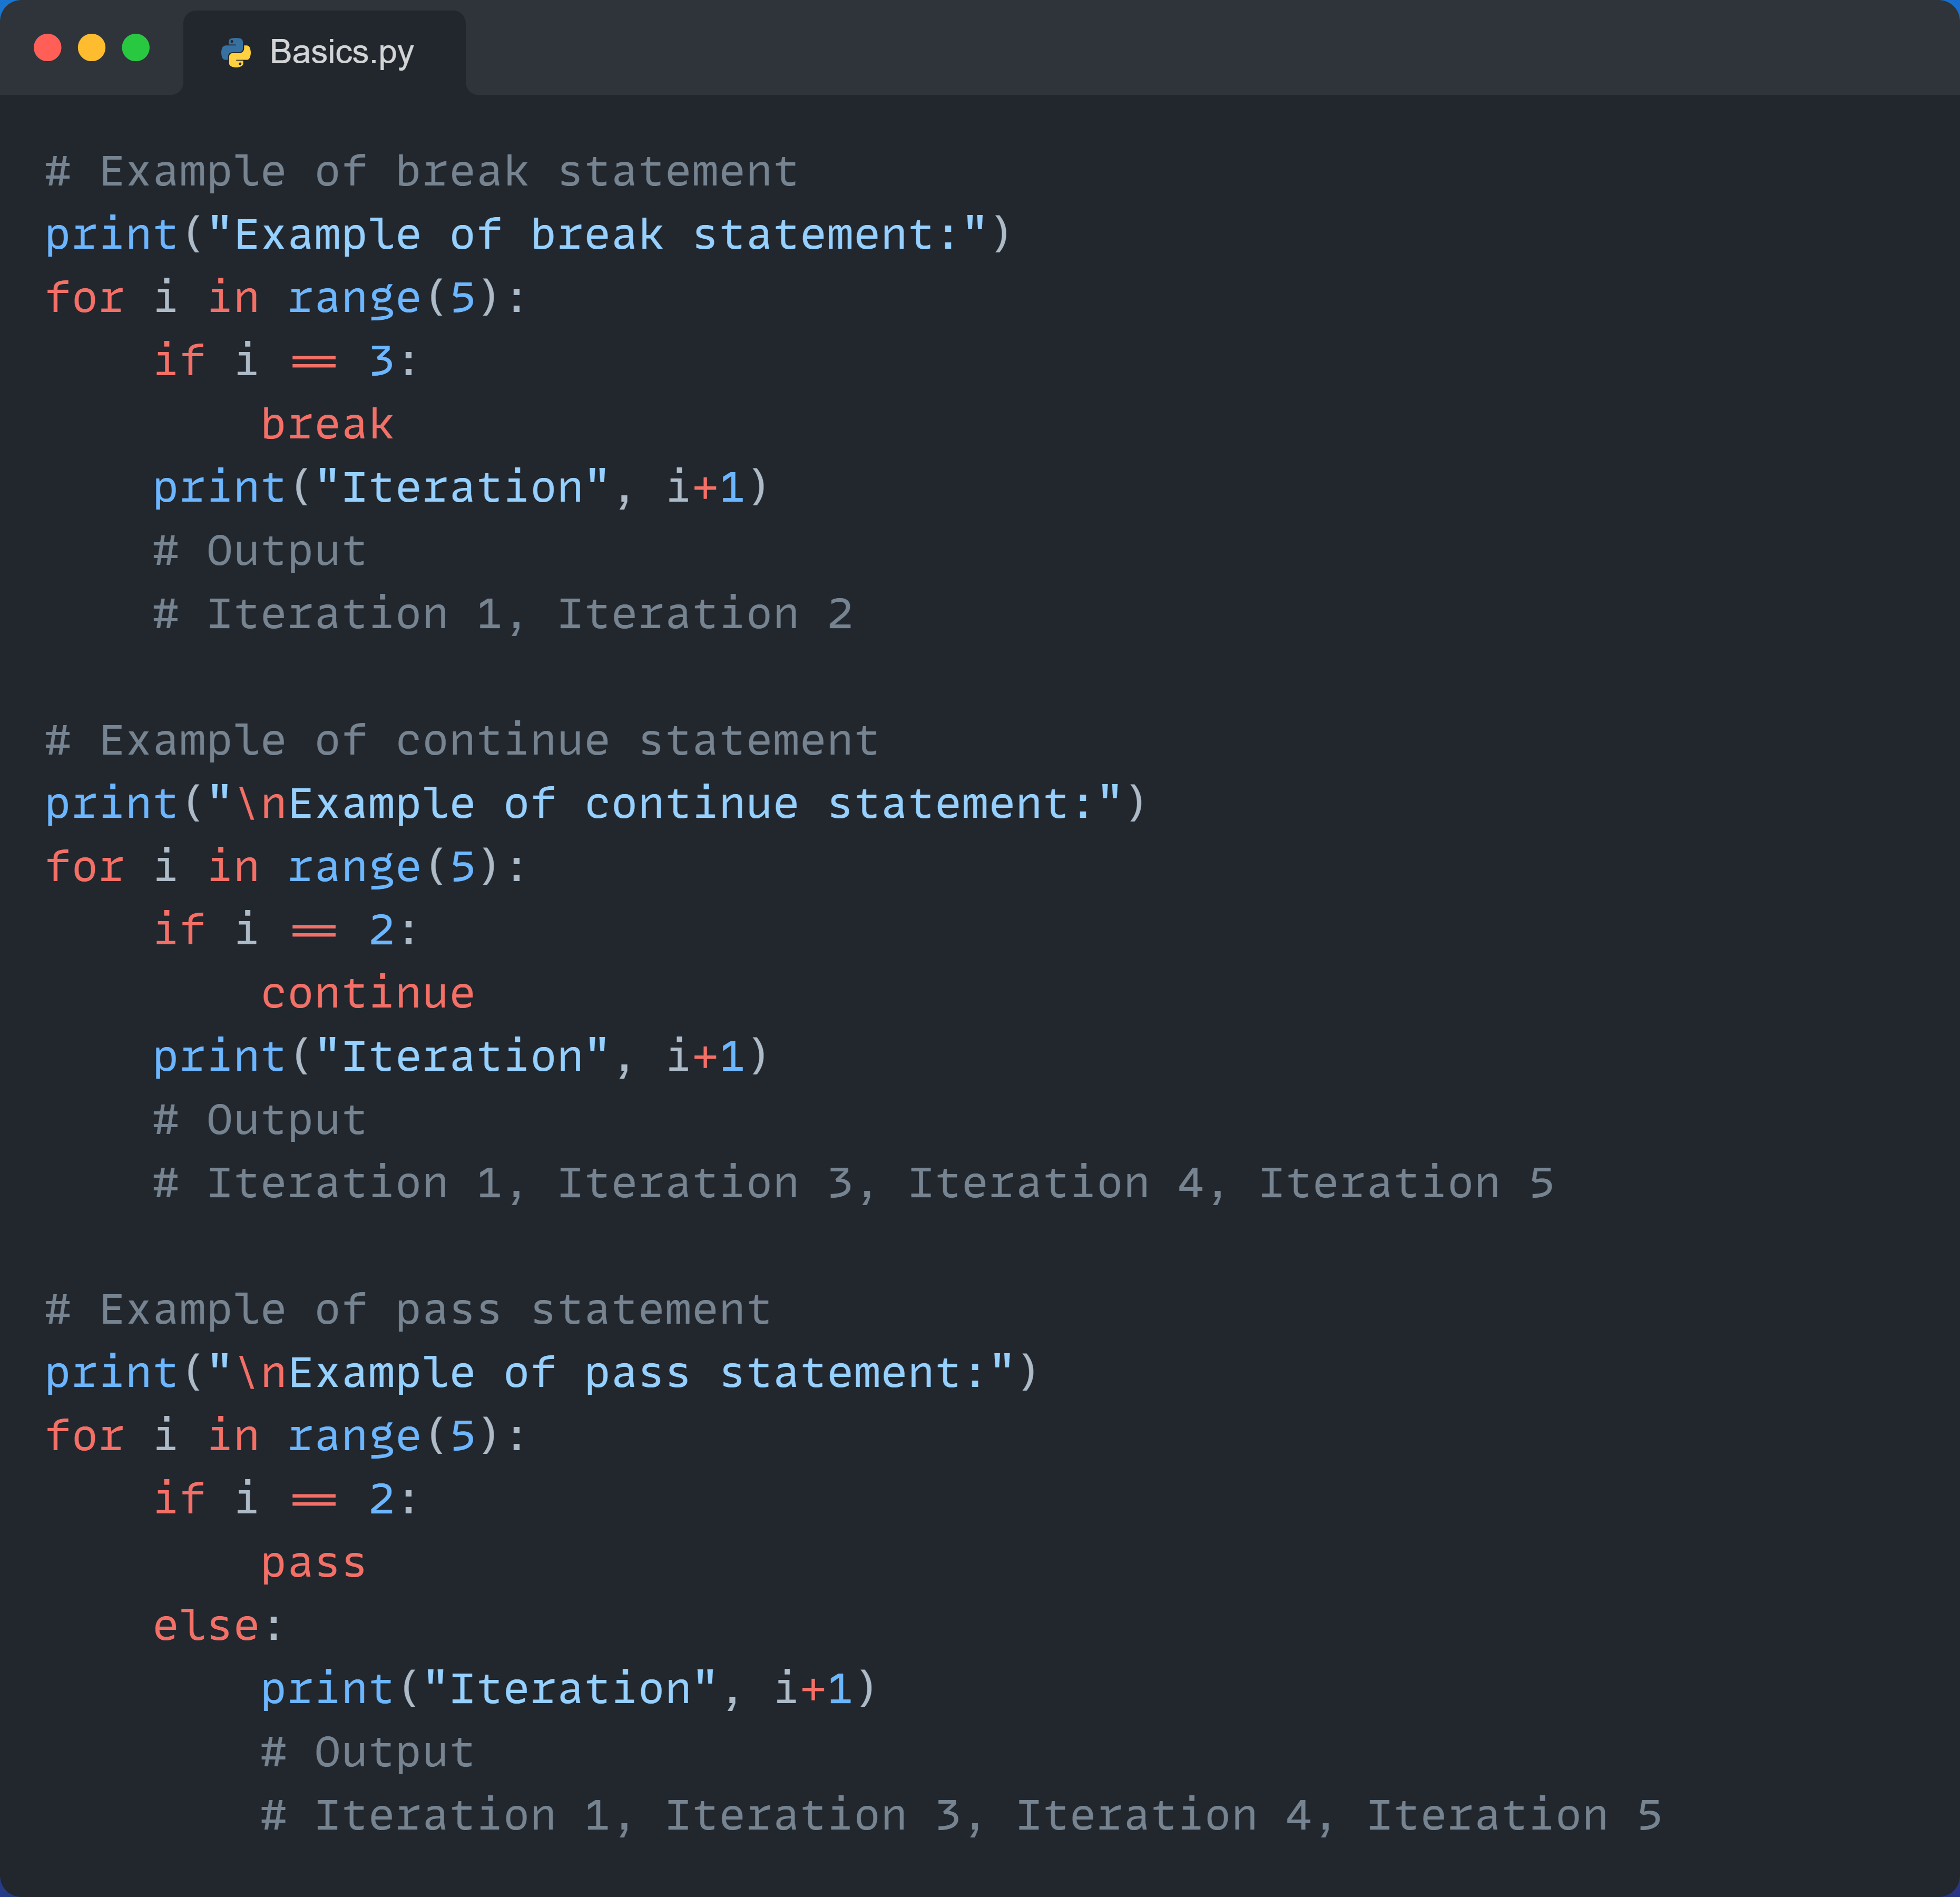 Basics.py
# Example of break statement
print("Example of break statement:")
for i in range(5):
    if i == 3:
        break
    print("Iteration", i+1)
    # Output
    # Iteration 1, Iteration 2
# Example of continue statement
print("\nExample of continue statement:")
for i in range(5):
    if i == 2:
        continue
    print("Iteration", i+1)
    # Output
    # Iteration 1, Iteration 3, Iteration 4, Iteration 5
# Example of pass statement
print("\nExample of pass statement:")
for i in range(5):
    if i == 2:
        pass
    else:
        print("Iteration", i+1)
        # Output
        # Iteration 1, Iteration 3, Iteration 4, Iteration 5